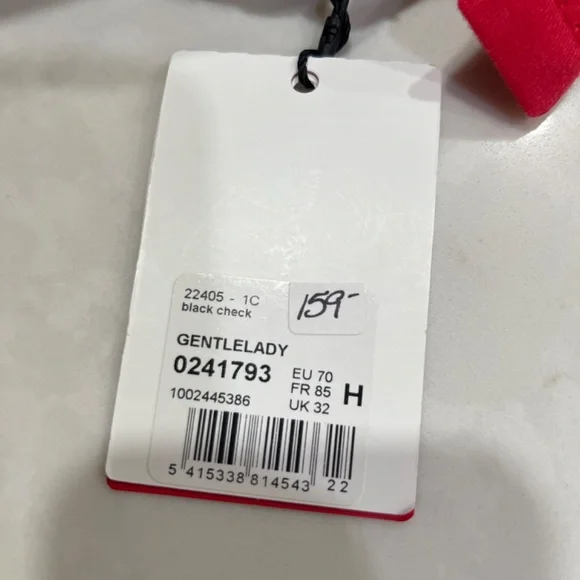 22405 - 1C
black check
159-
GENTLELADY
0241793
1002445386
EU 70
FR 85
UK 32
H
5 415338 814543 22